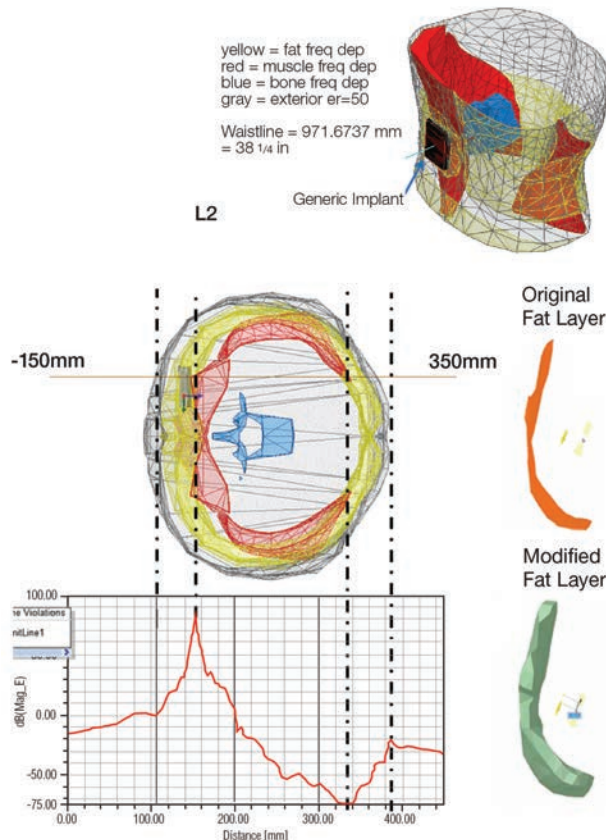 yellow = fat freq dep
red = muscle freq dep
blue = bone freq dep
gray = exterior er=50
Waistline = 971.6737 mm
= 38 1/4 in
Generic Implant
L2
Original
Fat Layer
-150mm
350mm
Modified
Fat Layer
100.00
Violations
0.00
-50.00
-75.00
dB(Mag_E)
0.00
100.00
200.00
300.00
400.00
Distance [mm]